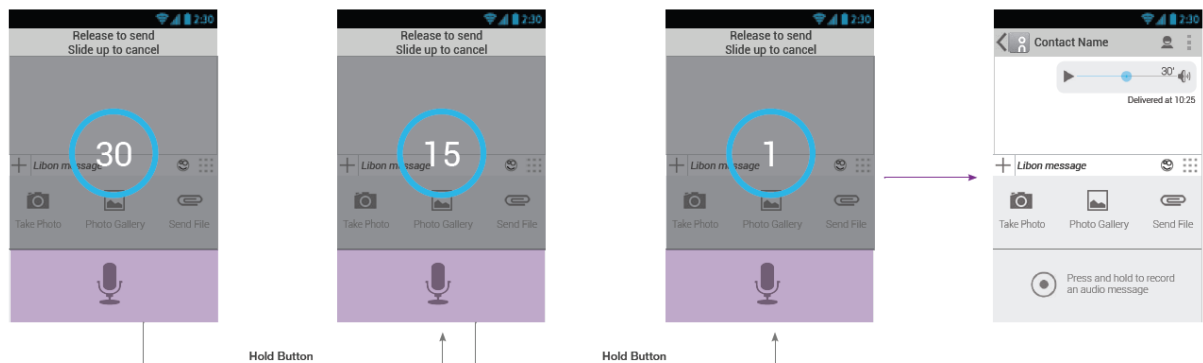 2:30
Release to send
Slide up to cancel
30
Libon message
Take Photo Photo Gallery Send File
2:30
Release to send
Slide up to cancel
15
Libon message
Take Photo Photo Gallery Send File
2:30
Release to send
Slide up to cancel
1
Libon message
Take Photo Photo Gallery Send File
2:30
Contact Name
30'
Delivered at 10:25
Libon message
Take Photo Photo Gallery Send File
Press and hold to record
an audio message
Hold Button
Hold Button